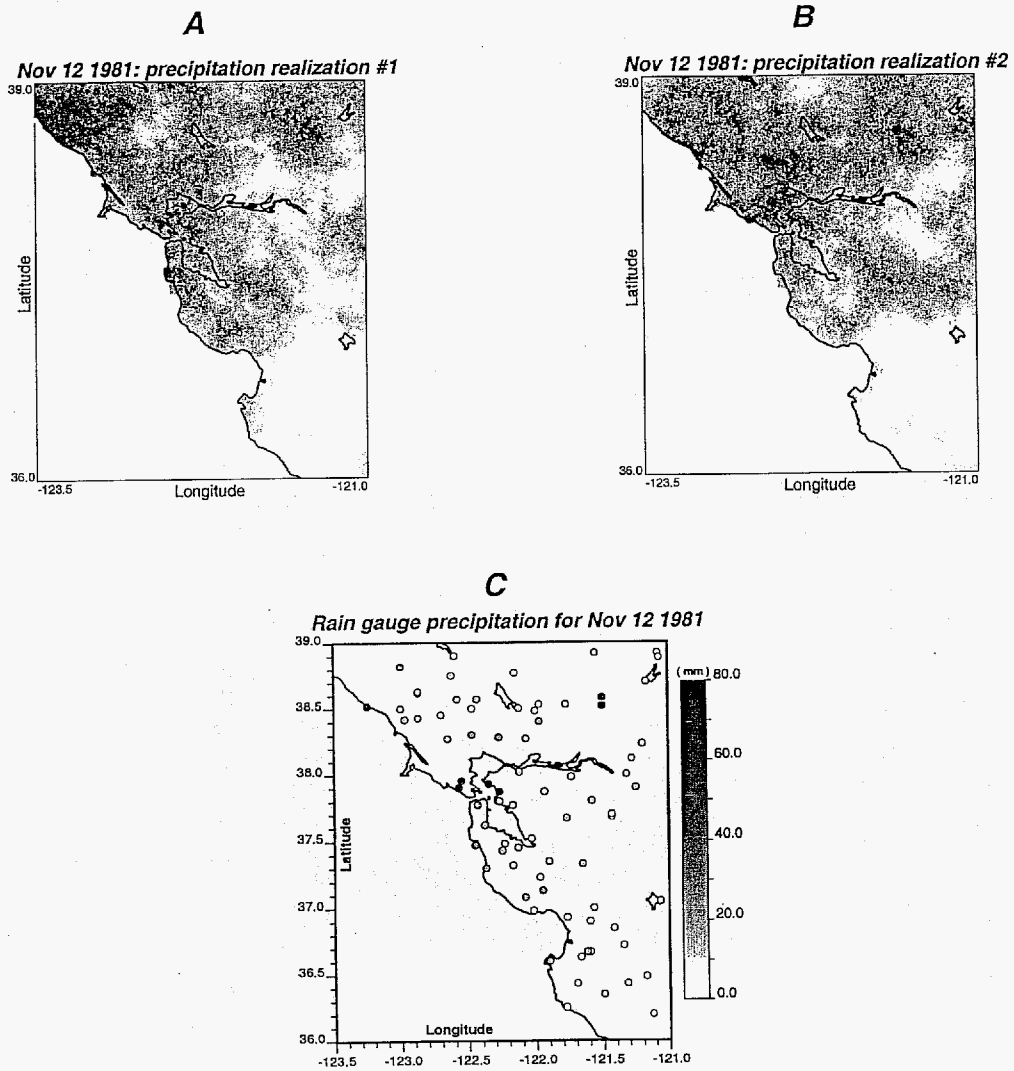 A
B
Nov 12 1981: precipitation realization #1
Nov 12 1981: precipitation realization #2
39.0
39.0
Latitude
Latitude
36.0
36.0
-123.5
Longitude
-121.0
-123.5
Longitude
-121.0
C
Rain gauge precipitation for Nov 12 1981
39.0
38.5
38.0
37.5
37.0
36.5
36.0
Latitude
Longitude
-123.5
-123.0
-122.5
-122.0
-121.5
-121.0
(mm)
80.0
60.0
40.0
20.0
0.0